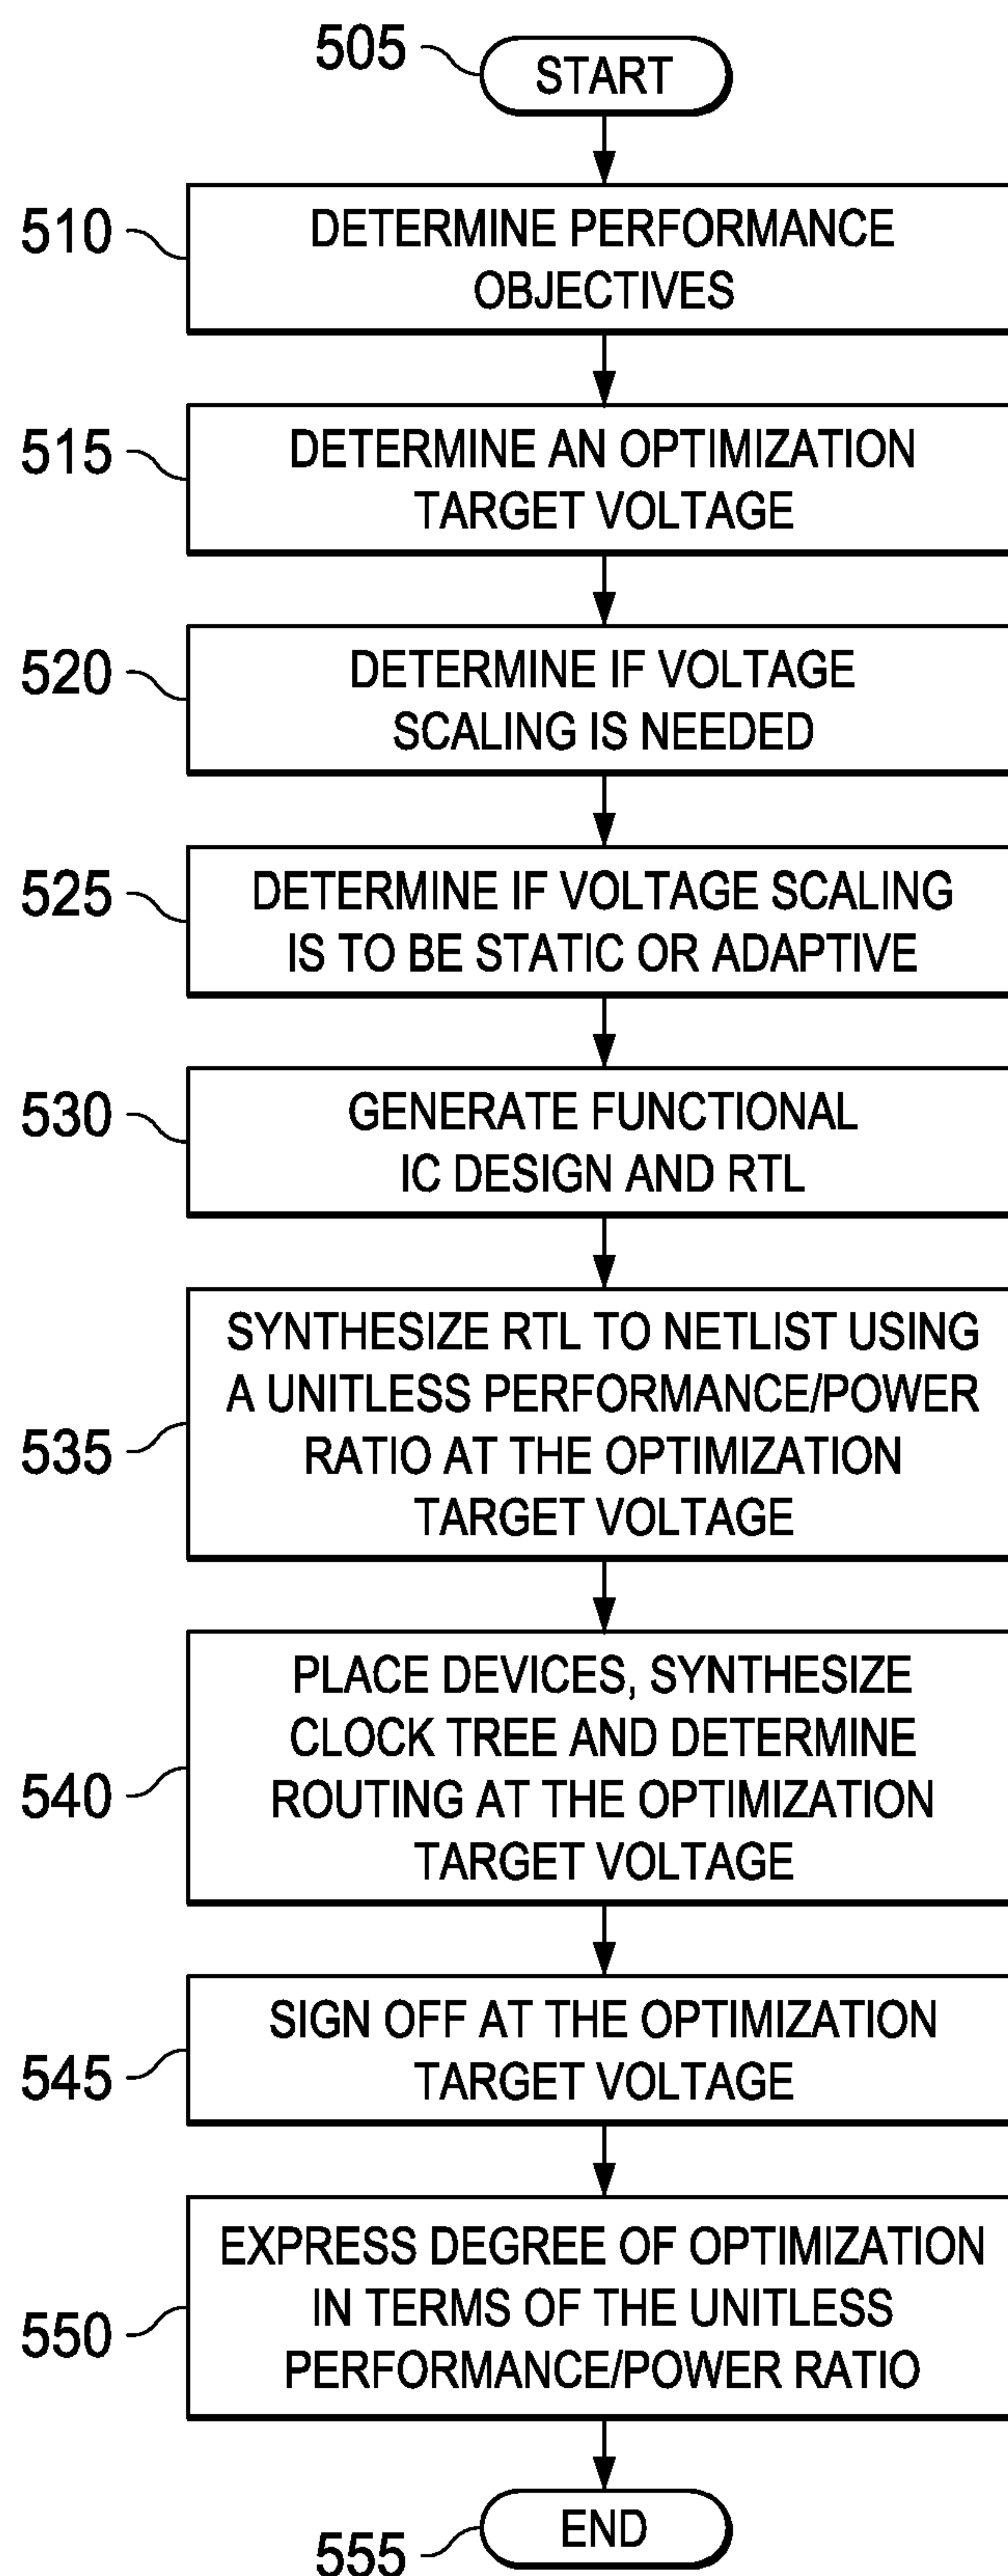 505
START
510
DETERMINE PERFORMANCE
OBJECTIVES
515
DETERMINE AN OPTIMIZATION
TARGET VOLTAGE
520
DETERMINE IF VOLTAGE
SCALING IS NEEDED
525
DETERMINE IF VOLTAGE SCALING
IS TO BE STATIC OR ADAPTIVE
530
GENERATE FUNCTIONAL
IC DESIGN AND RTL
535
SYNTHESIZE RTL TO NETLIST USING
A UNITLESS PERFORMANCE/POWER
RATIO AT THE OPTIMIZATION
TARGET VOLTAGE
540
PLACE DEVICES, SYNTHESIZE
CLOCK TREE AND DETERMINE
ROUTING AT THE OPTIMIZATION
TARGET VOLTAGE
545
SIGN OFF AT THE OPTIMIZATION
TARGET VOLTAGE
550
EXPRESS DEGREE OF OPTIMIZATION
IN TERMS OF THE UNITLESS
PERFORMANCE/POWER RATIO
555
END